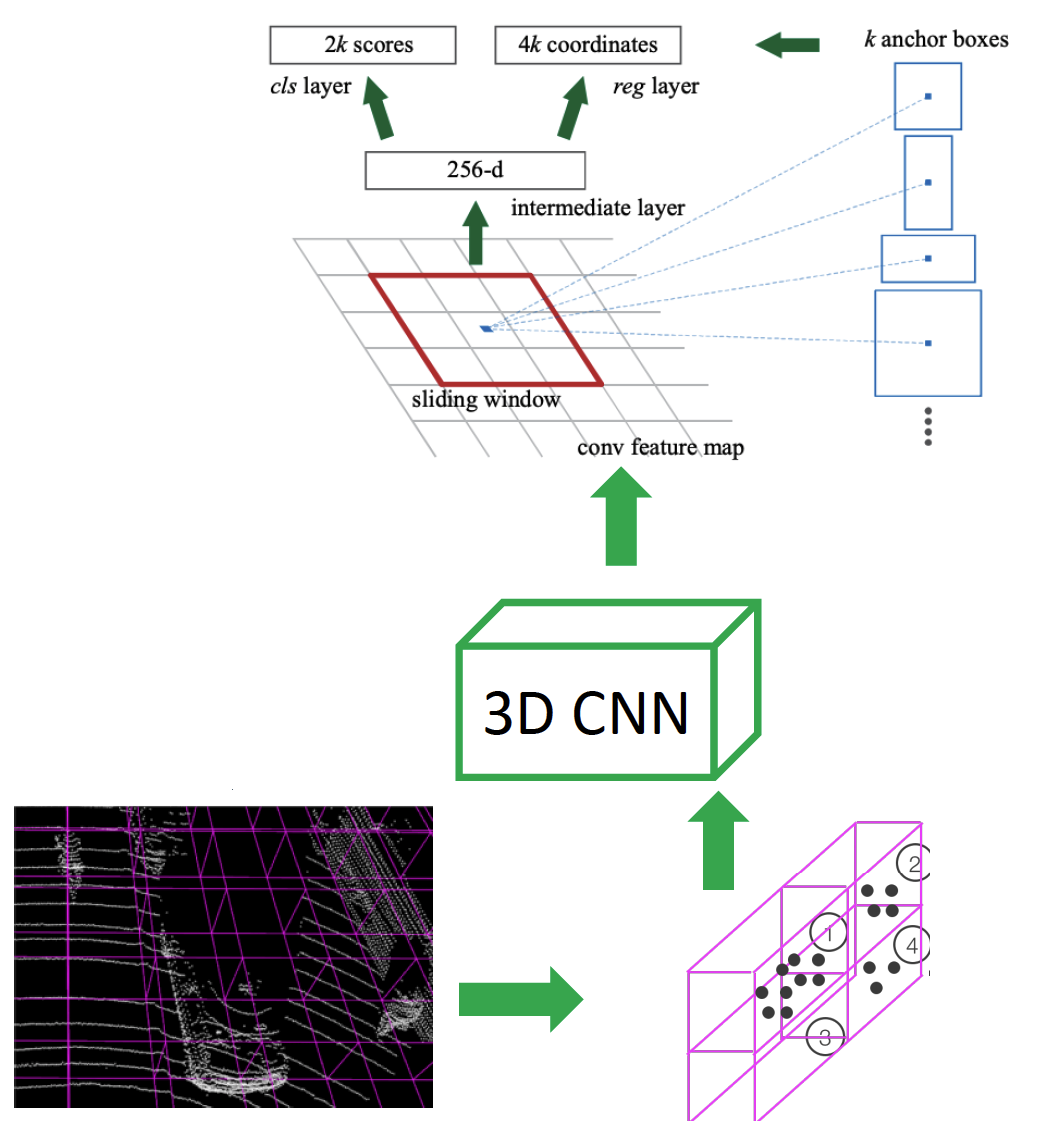 2k scores
4k coordinates
k anchor boxes
cls layer
reg layer
256-d
intermediate layer
sliding window
conv feature map
3D CNN
2
1
4
3